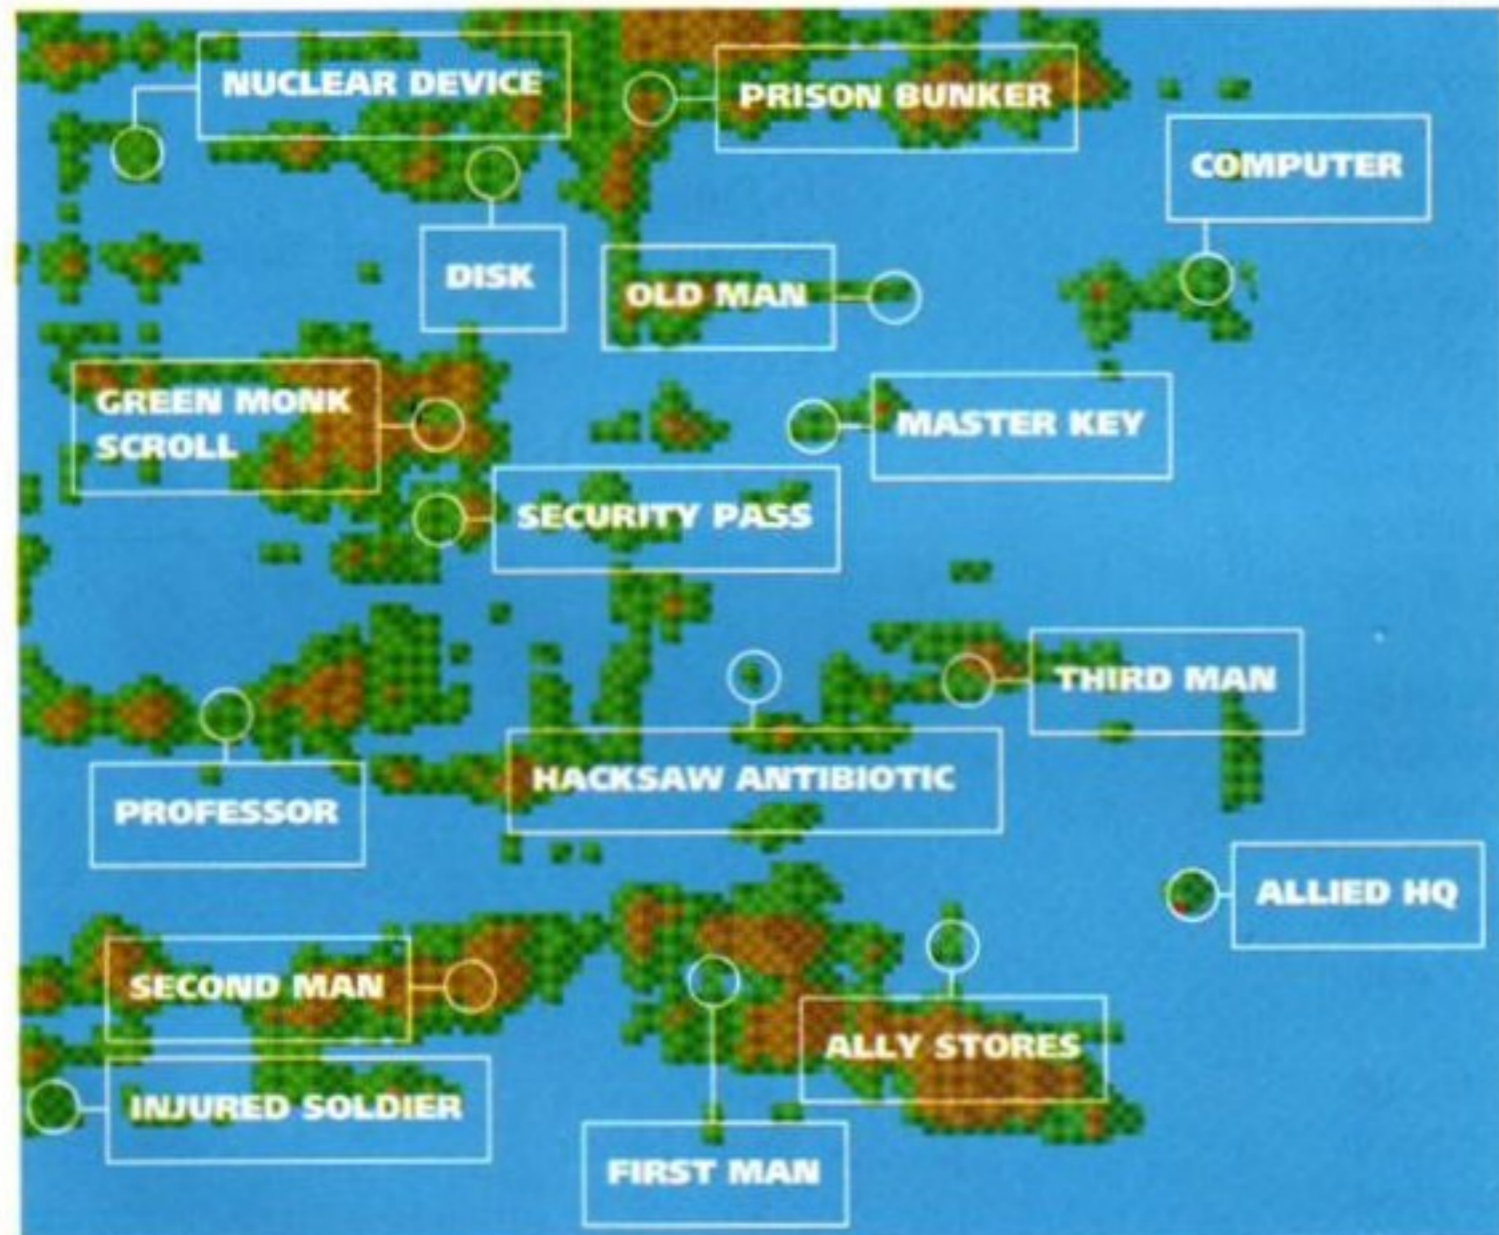 NUCLEAR DEVICE
PRISON BUNKER
COMPUTER
DISK
OLD MAN
GREEN MONK
SCROLL
MASTER KEY
SECURITY PASS
THIRD MAN
HACKSAW ANTIBIOTIC
PROFESSOR
ALLIED HQ
SECOND MAN
ALLY STORES
INJURED SOLDIER
FIRST MAN